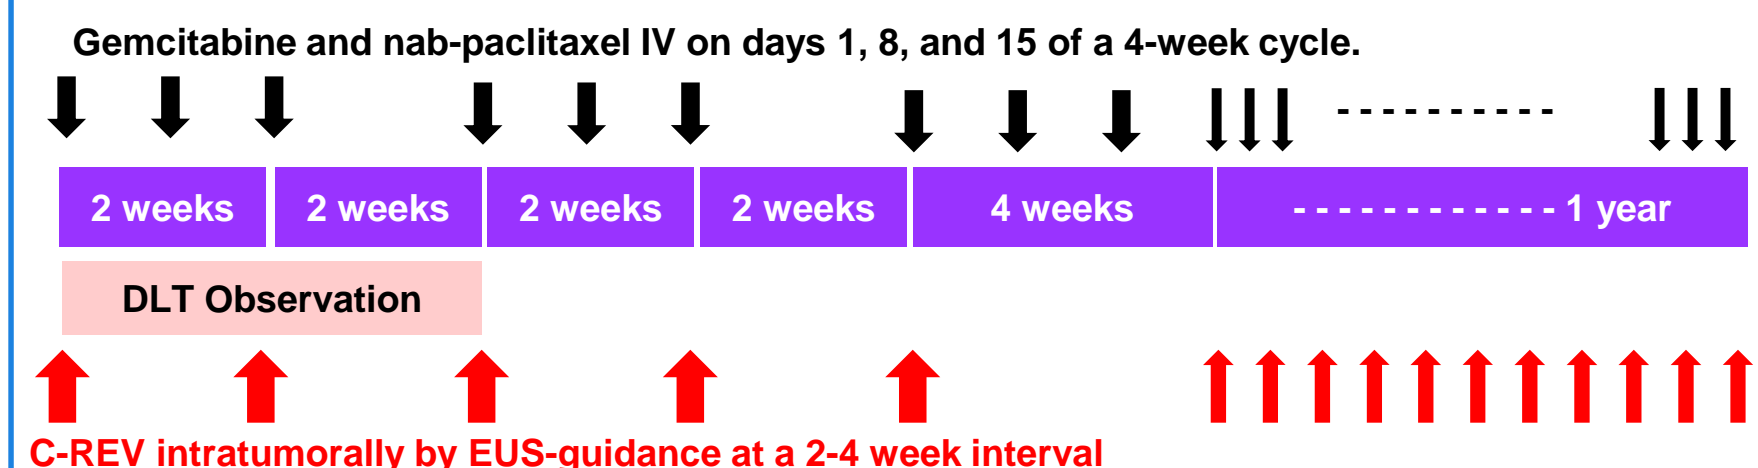 Gemcitabine and nab-paclitaxel IV on days 1, 8, and 15 of a 4-week cycle.
----------
2 weeks 2 weeks 2 weeks 2 weeks 4 weeks ------------ 1 year
DLT Observation
C-REV intratumorally by EUS-guidance at a 2-4 week interval